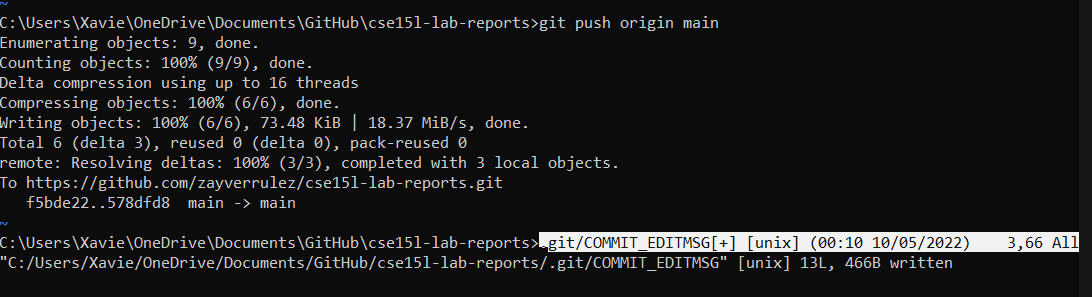 ~
C:\Users\Xavie\OneDrive\Documents\GitHub\cse15l-lab-reports>git push origin main
Enumerating objects: 9, done.
Counting objects: 100% (9/9), done.
Delta compression using up to 16 threads
Compressing objects: 100% (6/6), done.
Writing objects: 100% (6/6), 73.48 KiB | 18.37 MiB/s, done.
Total 6 (delta 3), reused 0 (delta 0), pack-reused 0
remote: Resolving deltas: 100% (3/3), completed with 3 local objects.
To https://github.com/zayverrulez/cse15l-lab-reports.git
   f5bde22..578dfd8  main -> main
~
C:\Users\Xavie\OneDrive\Documents\GitHub\cse15l-lab-reports>.git/COMMIT_EDITMSG[+] [unix] (00:10 10/05/2022)    3,66 All
"C:/Users/Xavie/OneDrive/Documents/GitHub/cse15l-lab-reports/.git/COMMIT_EDITMSG" [unix] 13L, 466B written